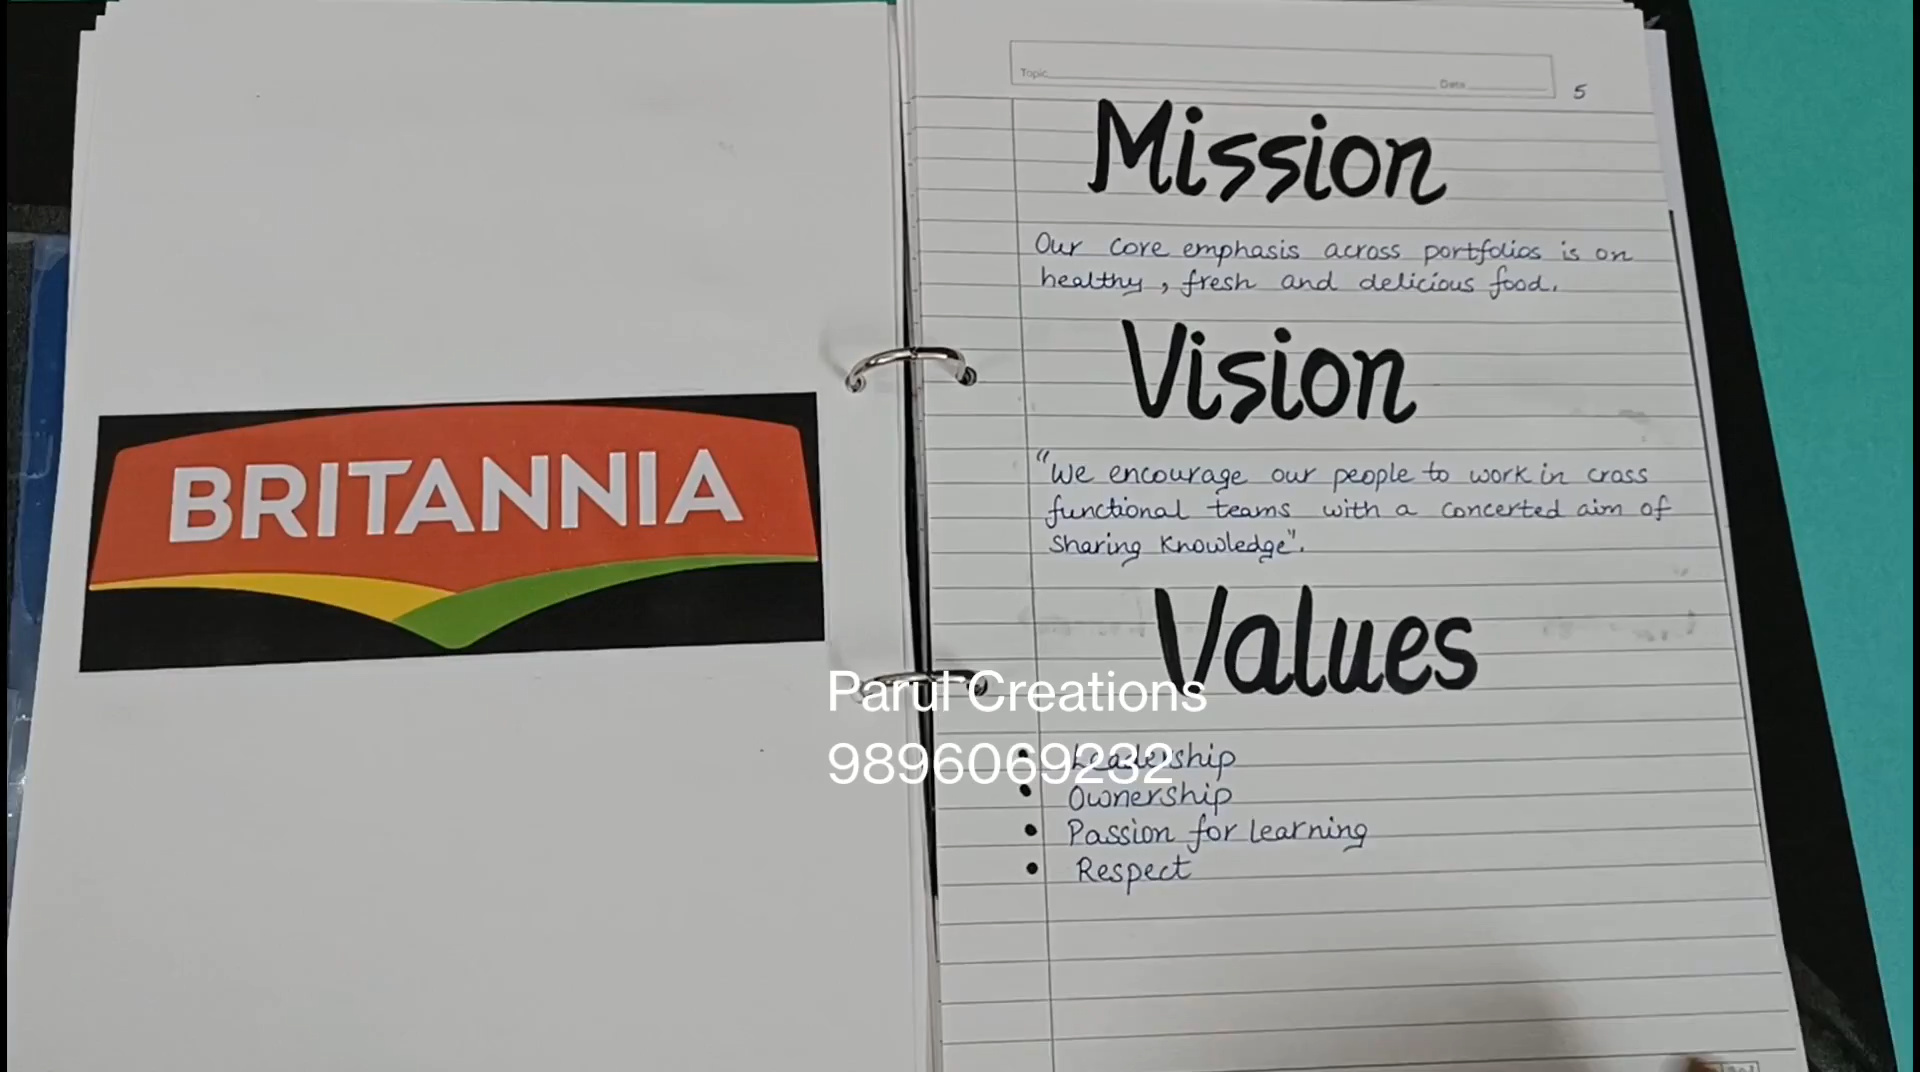 BRITANNIA
Topic
Date
5
Mission
Our core emphasis across portfolios is on
healthy, fresh and delicious food.
Vision
"We encourage our people to work in cross
functional teams with a concerted aim of
Sharing Knowledge".
Values
Parul Creations
9896069232
• Leadership
• Ownership
• Passion for learning
• Respect